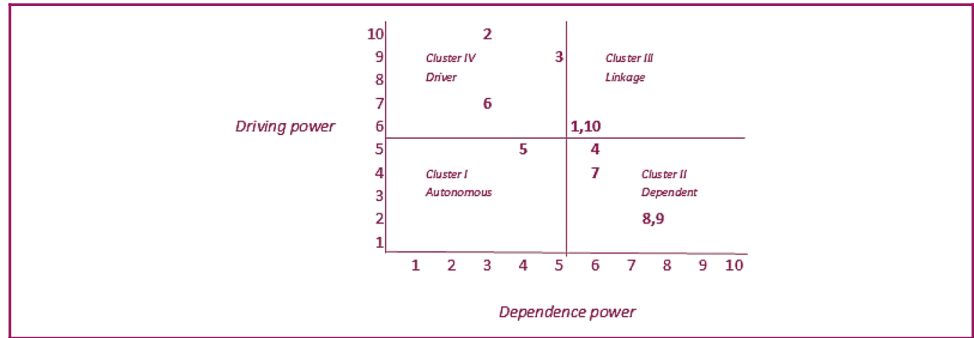 10 2
9 Cluster IV 3 Cluster III
8 Driver Linkage
7 6
Driving power 6 1,10
5 5 4
4 Cluster I 7 Cluster II
3 Autonomous Dependent
2 8,9
1
1 2 3 4 5 6 7 8 9 10
Dependence power